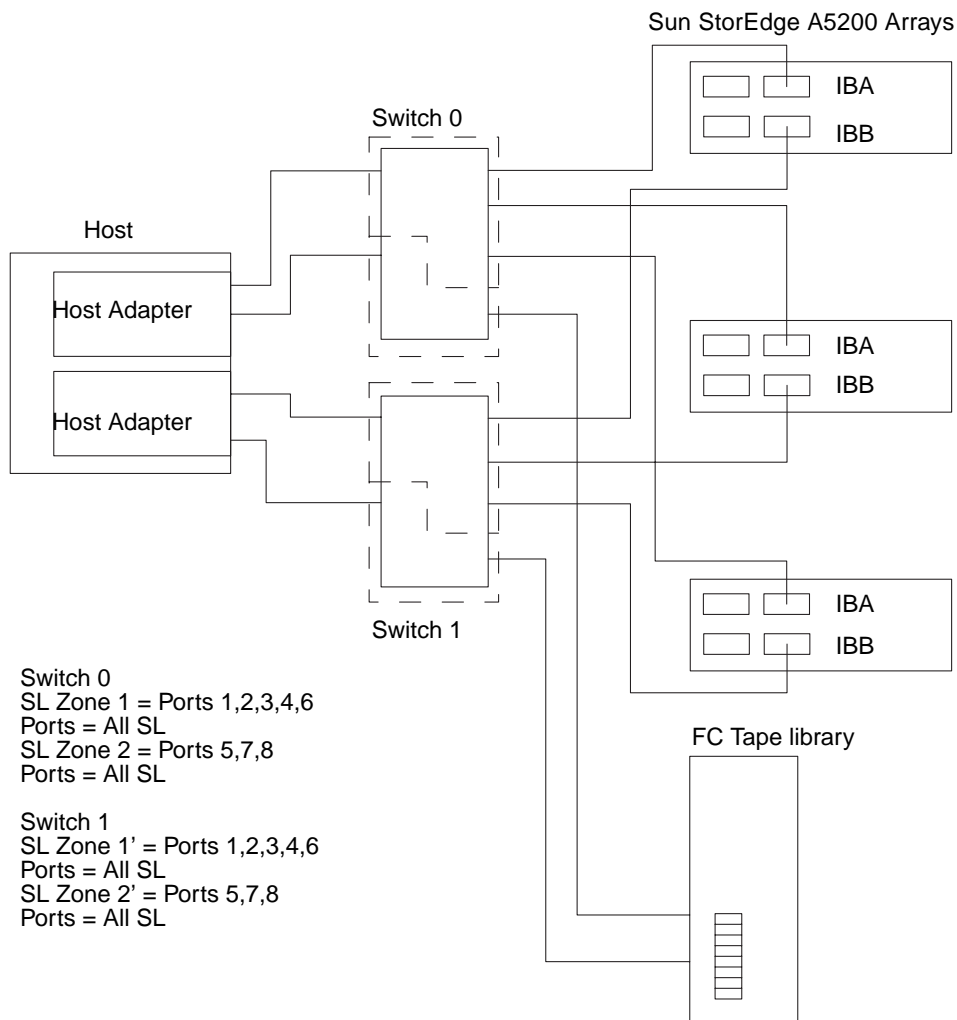 Sun StorEdge A5200 Arrays
IBA
IBB
Switch 0
Host
Host Adapter
Host Adapter
IBA
IBB
IBA
IBB
Switch 1
Switch 0
SL Zone 1 = Ports 1,2,3,4,6
Ports = All SL
SL Zone 2 = Ports 5,7,8
Ports = All SL
Switch 1
SL Zone 1’ = Ports 1,2,3,4,6
Ports = All SL
SL Zone 2’ = Ports 5,7,8
Ports = All SL
FC Tape library